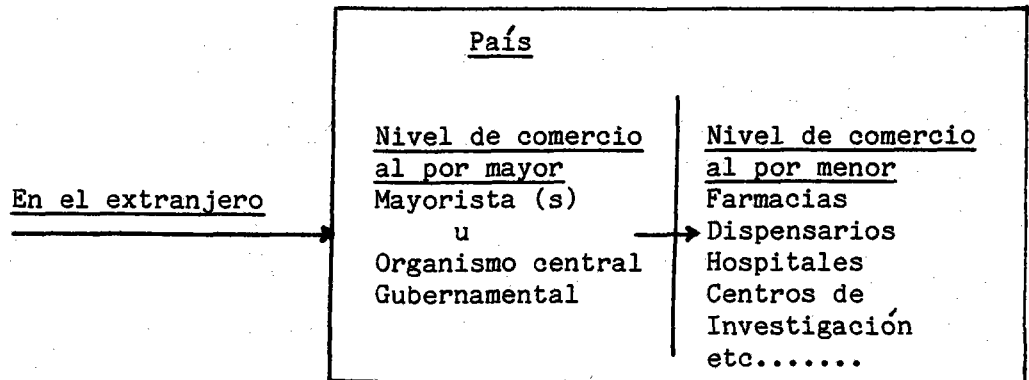 País
En el extranjero
Nivel de comercio
al por mayor
Mayorista (s)
u
Organismo central
Gubernamental
Nivel de comercio
al por menor
Farmacias
Dispensarios
Hospitales
Centros de
Investigación
etc.......